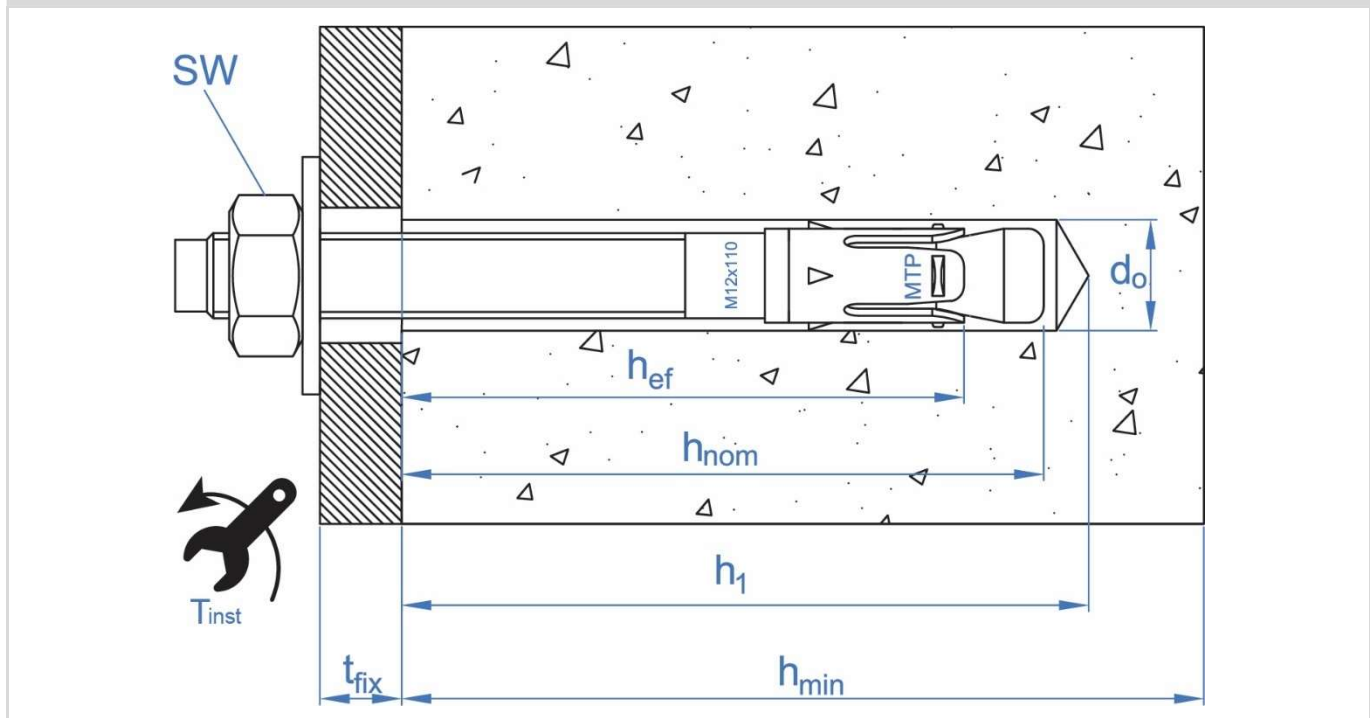 SW
M12x110
MTP
do
hef
hnom
h1
Tinst
tfix
hmin